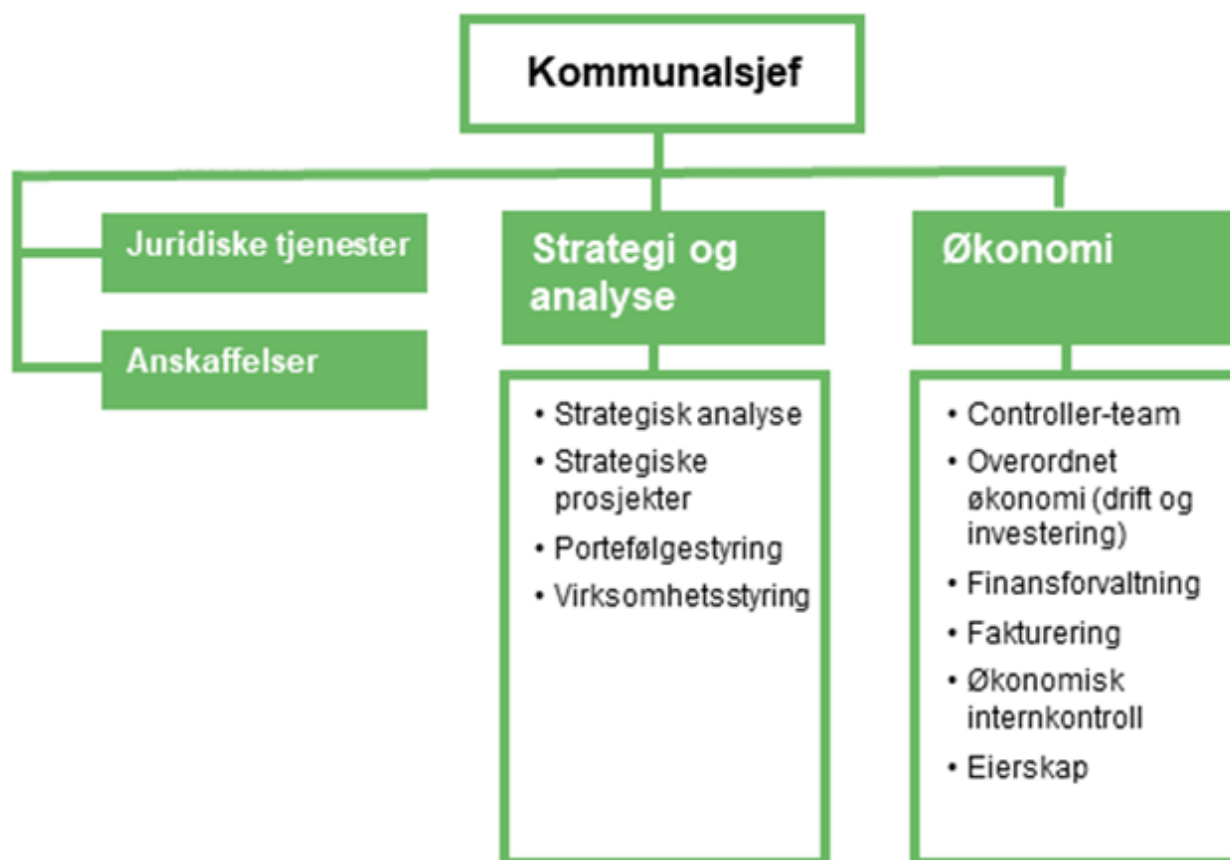 Kommunalsjef
Juridiske tjenester
Anskaffelser
Strategi og
analyse
• Strategisk analyse
• Strategiske
prosjekter
• Portefølgestyring
• Virksomhetsstyring
Økonomi
• Controller-team
• Overordnet
økonomi (drift og
investering)
• Finansforvaltning
• Fakturering
• Økonomisk
internkontroll
• Eierskap